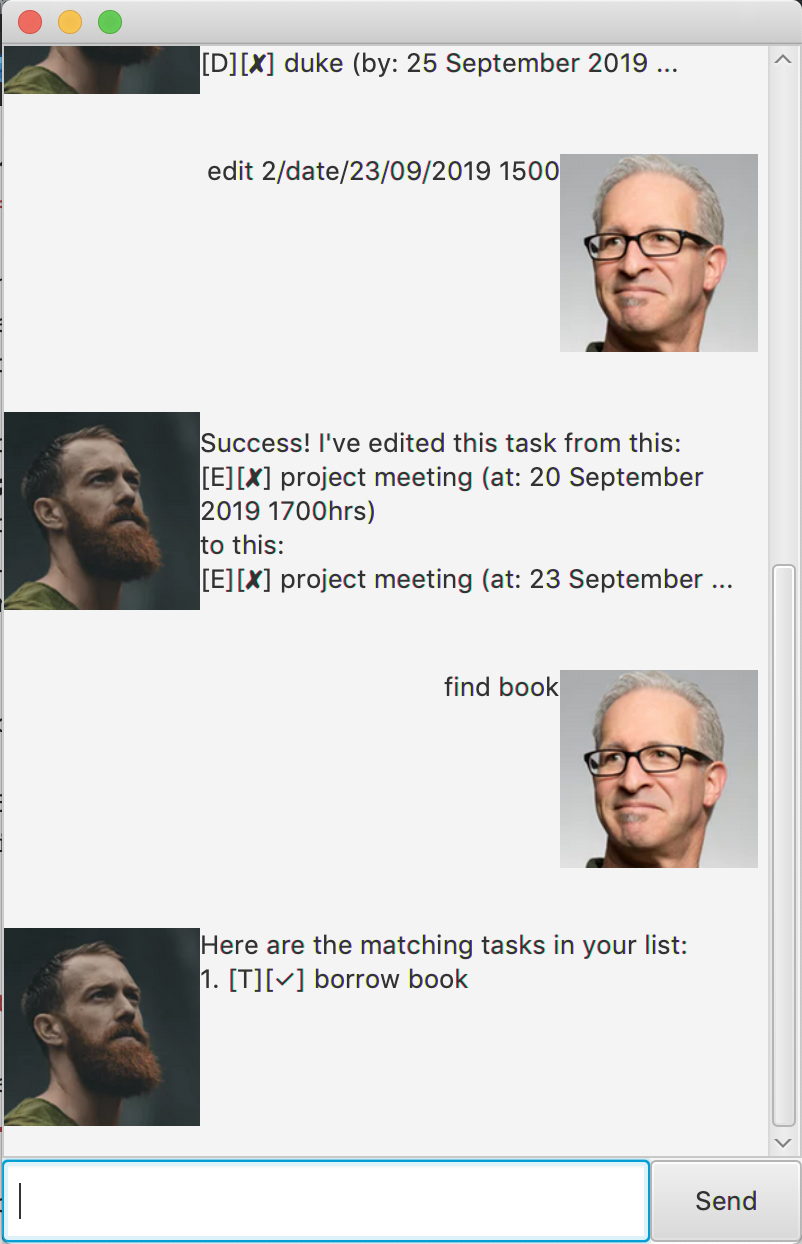 [D][✘] duke (by: 25 September 2019 ...
edit 2/date/23/09/2019 1500
Success! I've edited this task from this:
[E][✘] project meeting (at: 20 September
2019 1700hrs)
to this:
[E][✘] project meeting (at: 23 September ...
find book
Here are the matching tasks in your list:
1. [T][✓] borrow book
Send